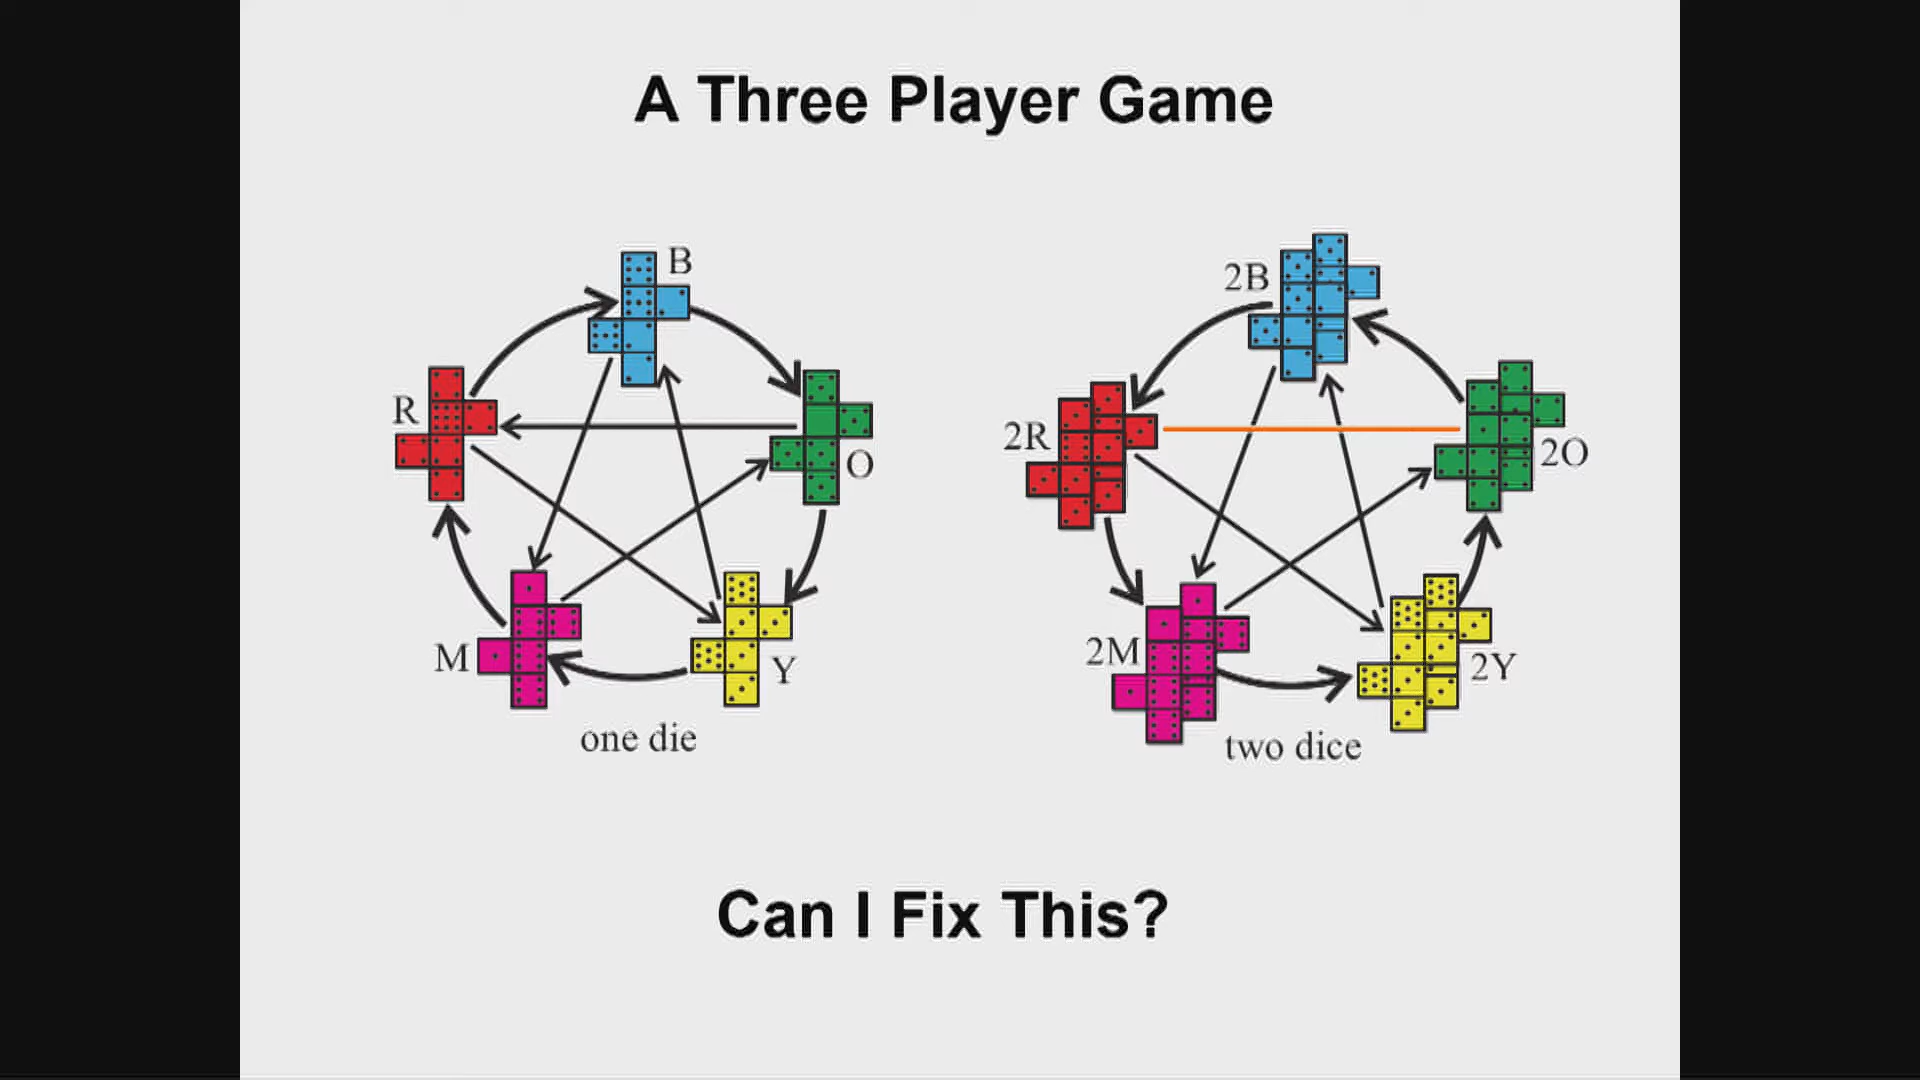 A Three Player Game
B
R
O
M
Y
one die
2B
2R
2O
2M
2Y
two dice
Can I Fix This?